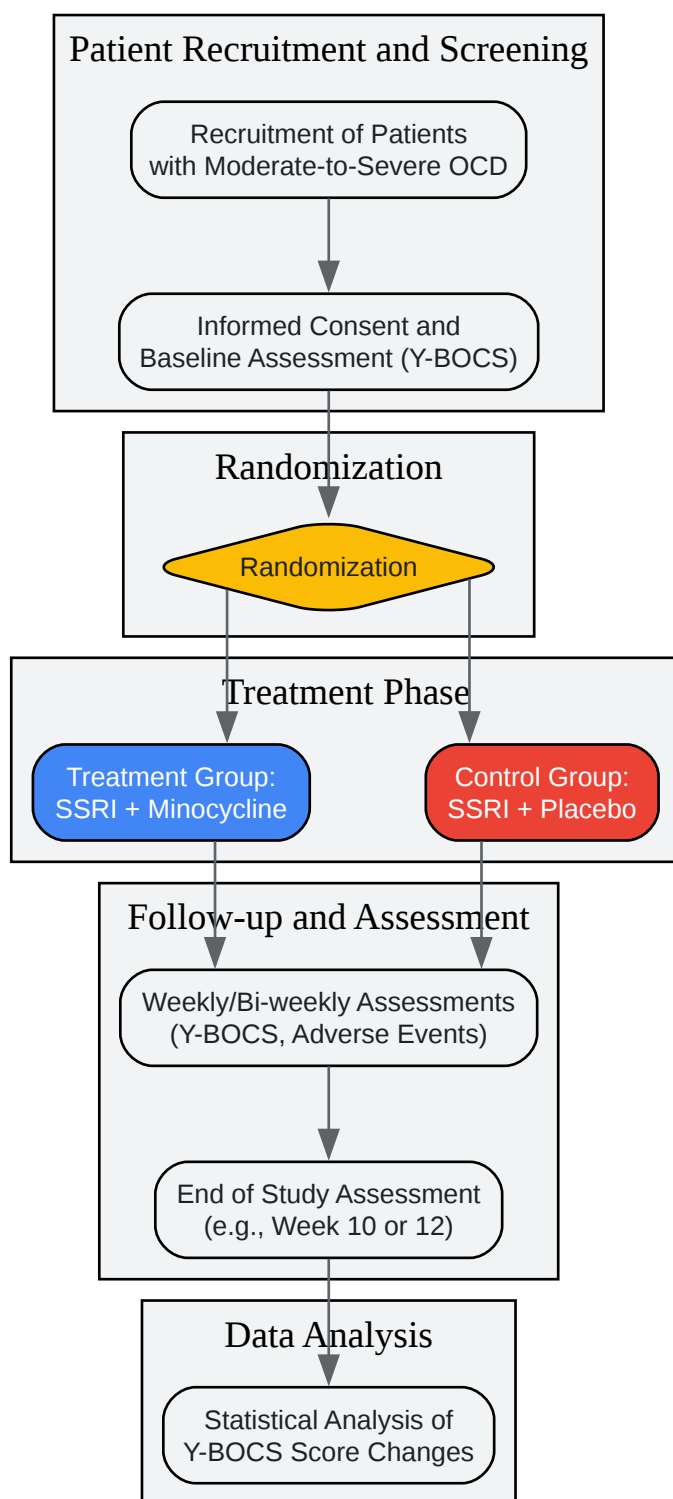 Patient Recruitment and Screening
Recruitment of Patients
with Moderate-to-Severe OCD
Informed Consent and
Baseline Assessment (Y-BOCS)
Randomization
Randomization
Treatment Phase
Treatment Group:
SSRI + Minocycline
Control Group:
SSRI + Placebo
Follow-up and Assessment
Weekly/Bi-weekly Assessments
(Y-BOCS, Adverse Events)
End of Study Assessment
(e.g., Week 10 or 12)
Data Analysis
Statistical Analysis of
Y-BOCS Score Changes